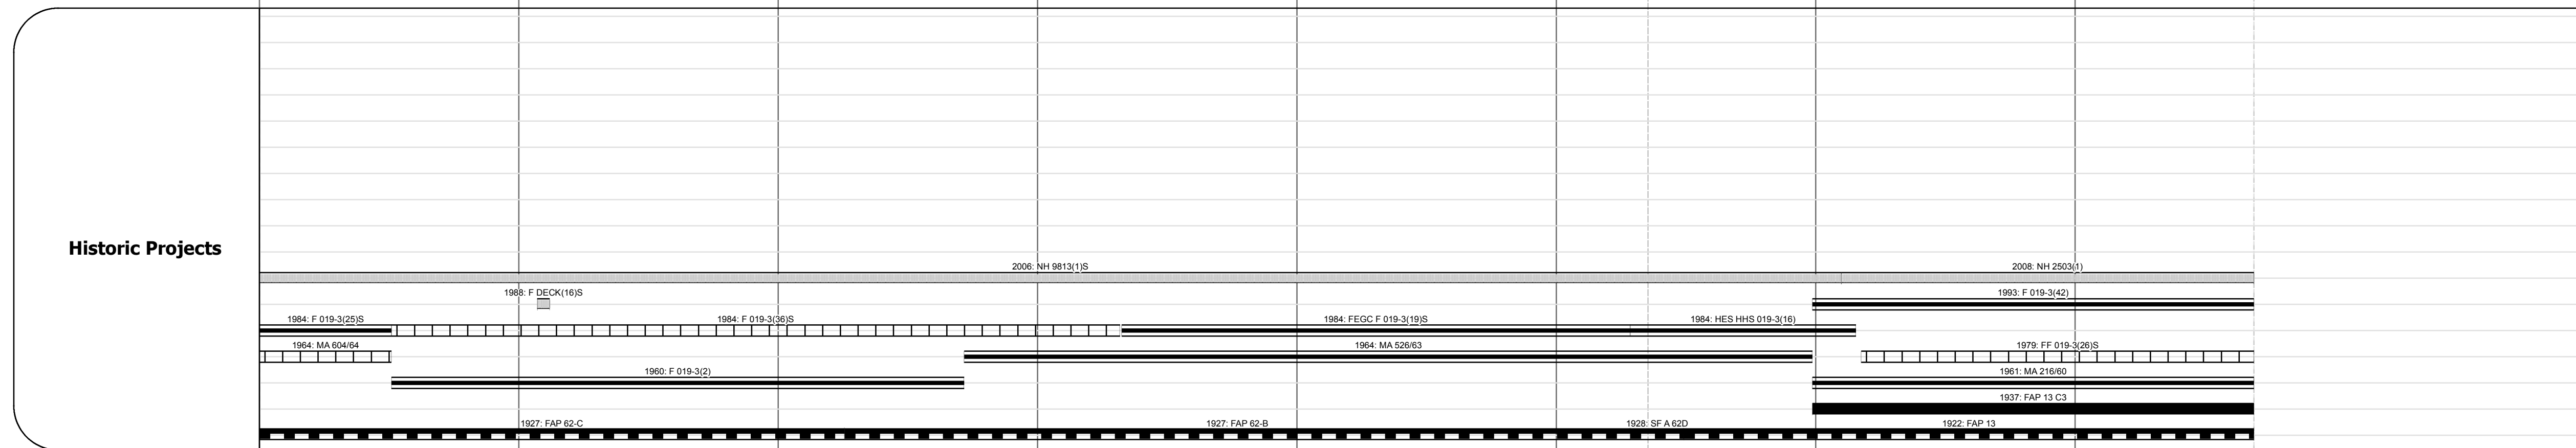 Historic Projects
2006: NH 9813(1)S
2008: NH 2503(1)
1988: F DECK(16)S
1993: F 019-3(42)
1984: F 019-3(25)S
1984: F 019-3(36)S
1984: FEGC F 019-3(19)S
1984: HES HHS 019-3(16)
1964: MA 604/64
1964: MA 526/63
1979: FF 019-3(26)S
1960: F 019-3(2)
1961: MA 216/60
1937: FAP 13 C3
1927: FAP 62-C
1927: FAP 62-B
1928: SF A 62D
1922: FAP 13